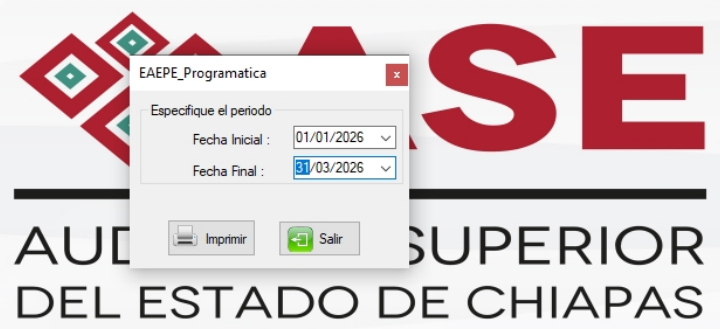 ASE
EAEPE_Programatica
x
Especifique el periodo
Fecha Inicial : 01/01/2026
Fecha Final : 31/03/2026
Imprimir Salir
AUD SUPERIOR
DEL ESTADO DE CHIAPAS